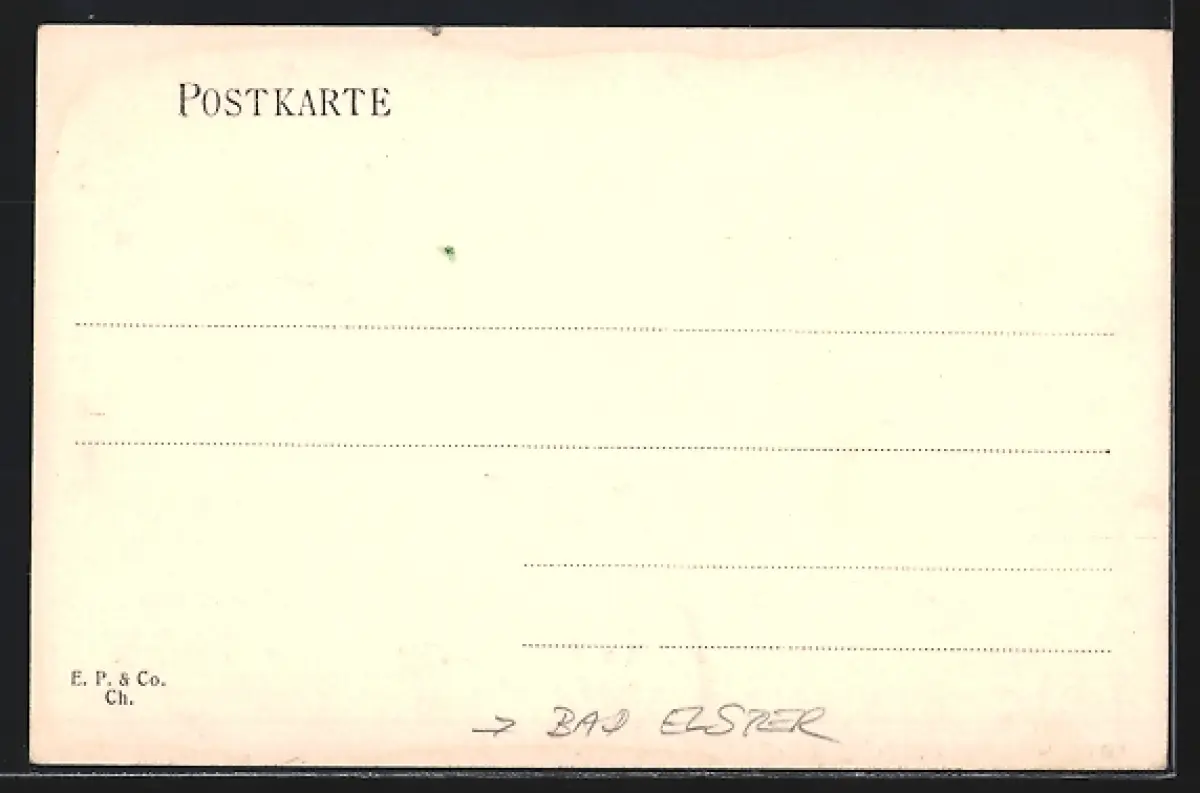 POSTKARTE
E. P. & Co.
Ch.
→ BAD ELSTER